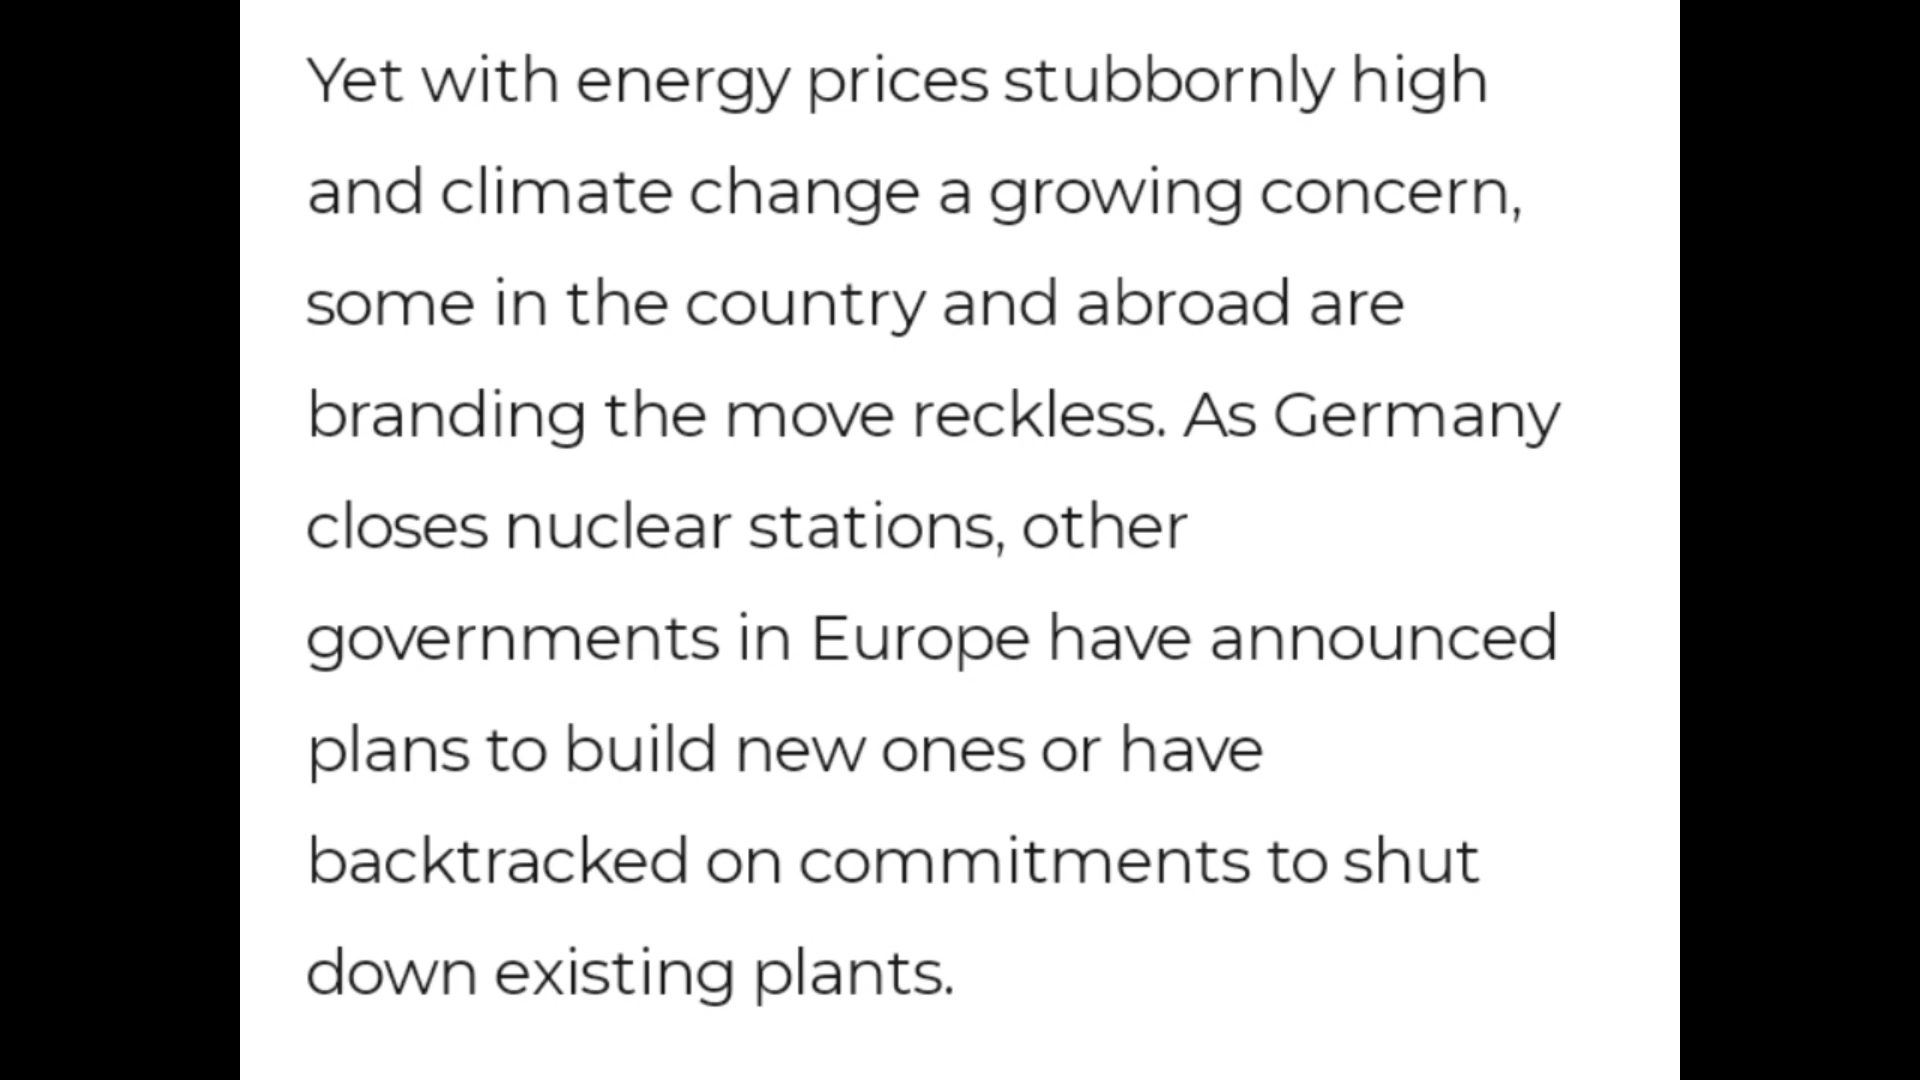 Yet with energy prices stubbornly high
and climate change a growing concern,
some in the country and abroad are
branding the move reckless. As Germany
closes nuclear stations, other
governments in Europe have announced
plans to build new ones or have
backtracked on commitments to shut
down existing plants.